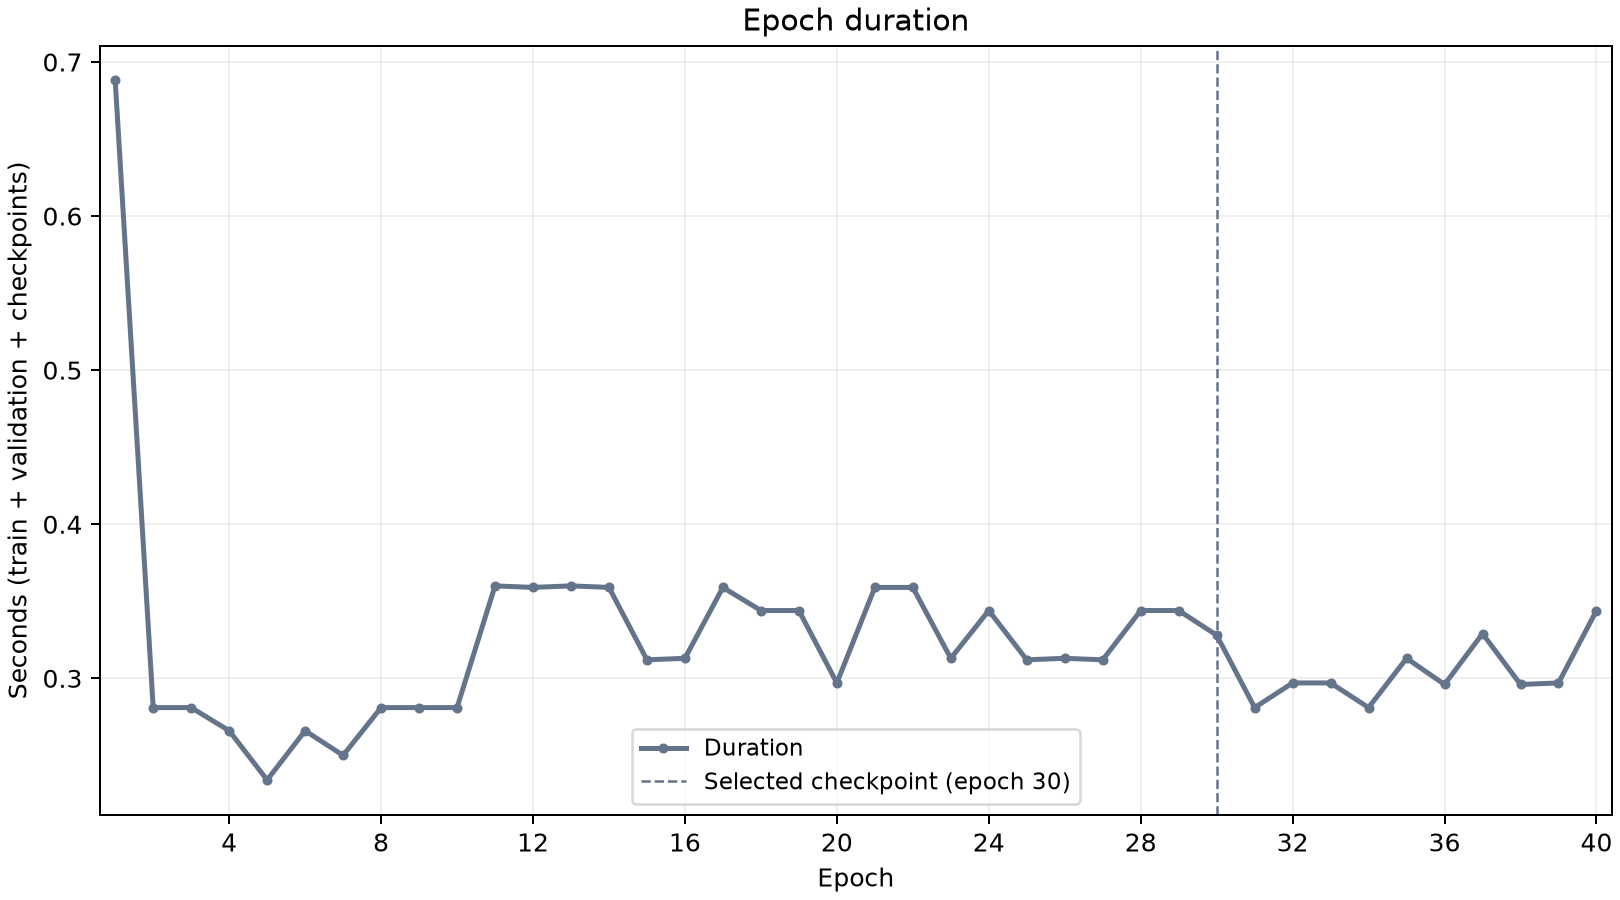 Epoch duration
Seconds (train + validation + checkpoints)
0.7
0.6
0.5
0.4
0.3
Duration
Selected checkpoint (epoch 30)
4 8 12 16 20 24 28 32 36 40
Epoch